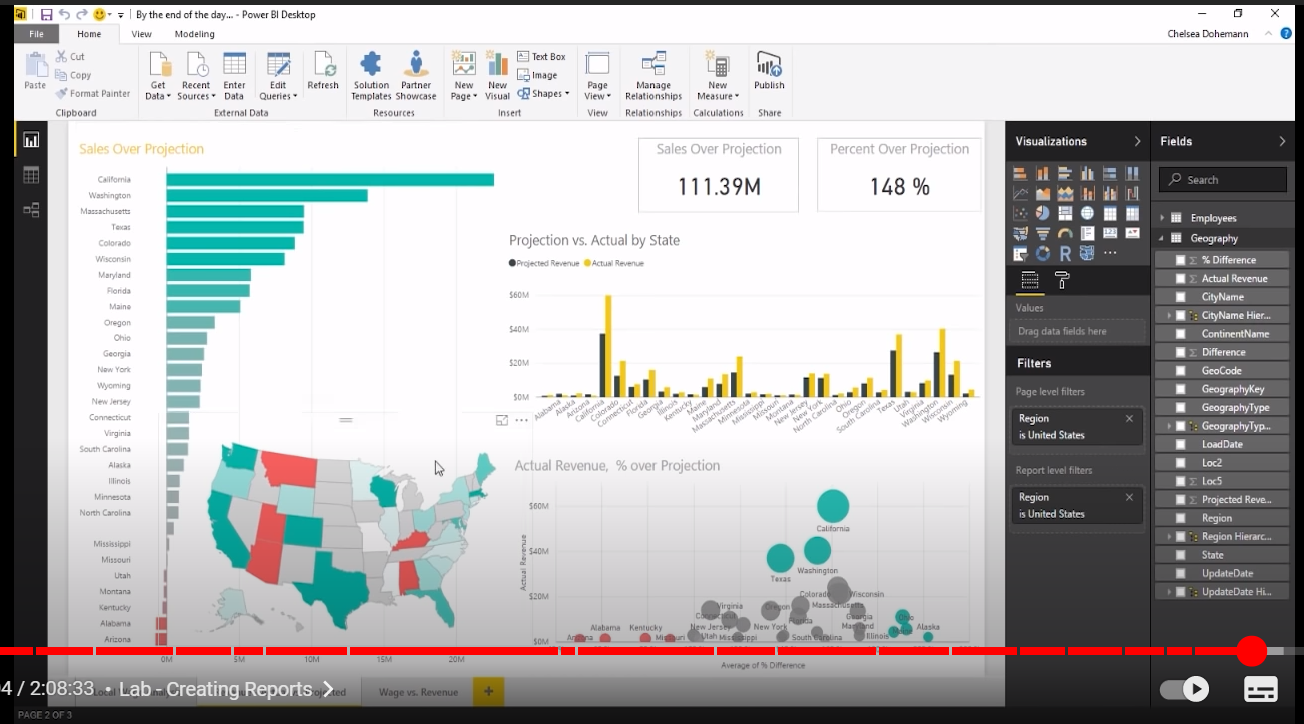 By the end of the day... - Power BI Desktop
Chelsea Dohemann
File Home View Modeling
Paste
Cut
Copy
Format Painter
Clipboard
Get Data
Recent Sources
Enter Data
Edit Queries
Refresh
External Data
Solution Templates
Partner Showcase
Resources
New Page
New Visual
Text Box
Image
Shapes
Insert
Page View
View
Manage Relationships
Relationships
New Measure
Calculations
Publish
Share
Sales Over Projection
California
Washington
Massachusetts
Texas
Colorado
Wisconsin
Maryland
Florida
Maine
Oregon
Ohio
Georgia
New York
Wyoming
New Jersey
Connecticut
Virginia
South Carolina
Alaska
Illinois
Minnesota
North Carolina
Mississippi
Missouri
Utah
Montana
Kentucky
Alabama
Arizona
0M 5M 10M 15M 20M
Sales Over Projection
111.39M
Percent Over Projection
148 %
Projection vs. Actual by State
Projected Revenue Actual Revenue
$60M
$40M
$20M
$0M
Alabama
Alaska
Arizona
California
Colorado
Connecticut
Florida
Georgia
Illinois
Kentucky
Maine
Maryland
Massachusetts
Minnesota
Mississippi
Missouri
Montana
New Jersey
New York
North Carolina
Ohio
Oregon
South Carolina
Texas
Utah
Virginia
Washington
Wisconsin
Wyoming
Actual Revenue, % over Projection
Actual Revenue
$60M
$40M
$20M
$0M
California
Washington
Texas
Colorado
Wisconsin
Massachusetts
Virginia
Connecticut
Oregon
Florida
Georgia
Maryland
Ohio
Alabama
Kentucky
New Jersey
New York
Alaska
Arizona
Missouri
Utah
Mississippi
South Carolina
Illinois
Average of % Difference
Visualizations
Values
Drag data fields here
Filters
Page level filters
Region
is United States
Report level filters
Region
is United States
Fields
Search
Employees
Geography
% Difference
Actual Revenue
CityName
CityName Hier...
ContinentName
Difference
GeoCode
GeographyKey
GeographyType
GeographyTyp...
LoadDate
Loc2
Loc5
Projected Reve...
Region
Region Hierarc...
State
UpdateDate
UpdateDate Hi...
Wage vs. Revenue
4 / 2:08:33 • Lab - Creating Reports
PAGE 2 OF 3